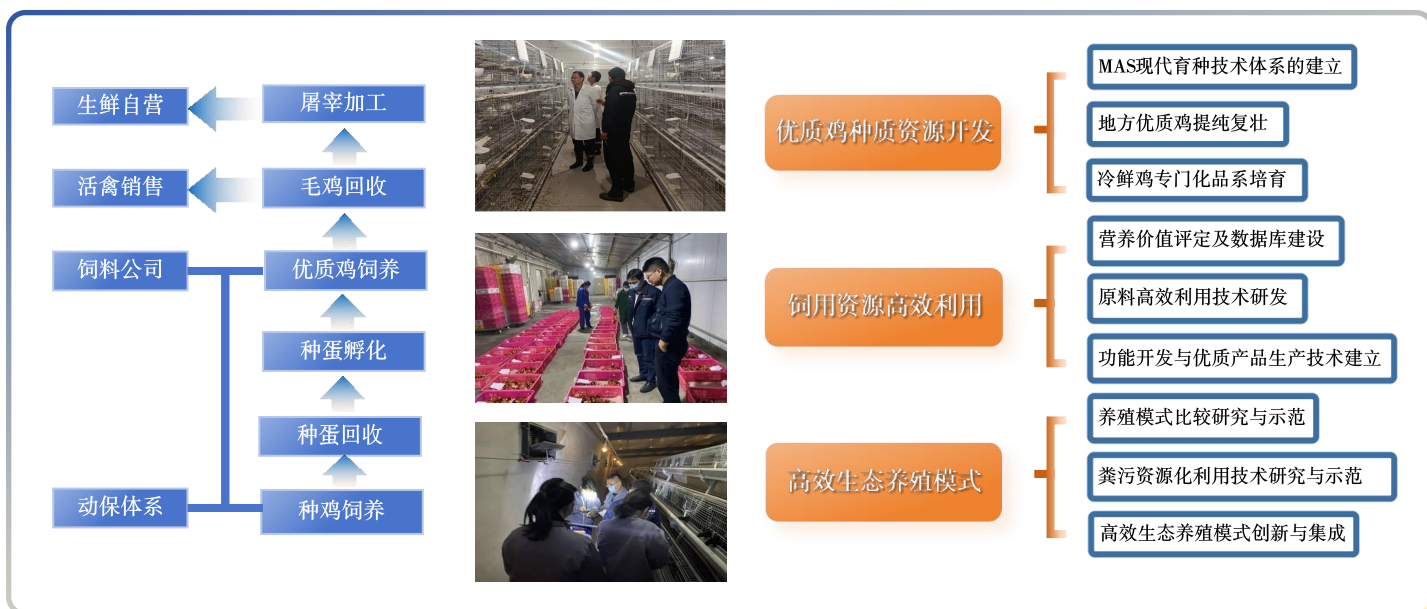 生鲜自营
屠宰加工
活禽销售
毛鸡回收
饲料公司
优质鸡饲养
种蛋孵化
种蛋回收
动保体系
种鸡饲养
优质鸡种质资源开发
MAS现代育种技术体系的建立
地方优质鸡提纯复壮
冷鲜鸡专门化品系培育
饲用资源高效利用
营养价值评定及数据库建设
原料高效利用技术研发
功能开发与优质产品生产技术建立
高效生态养殖模式
养殖模式比较研究与示范
粪污资源化利用技术研究与示范
高效生态养殖模式创新与集成